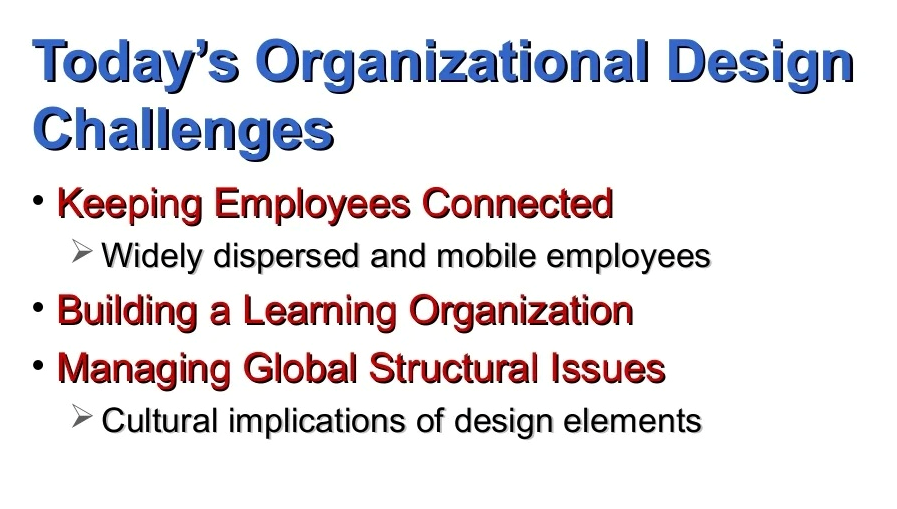 Today’s Organizational Design
Challenges
• Keeping Employees Connected
➢ Widely dispersed and mobile employees
• Building a Learning Organization
• Managing Global Structural Issues
➢ Cultural implications of design elements